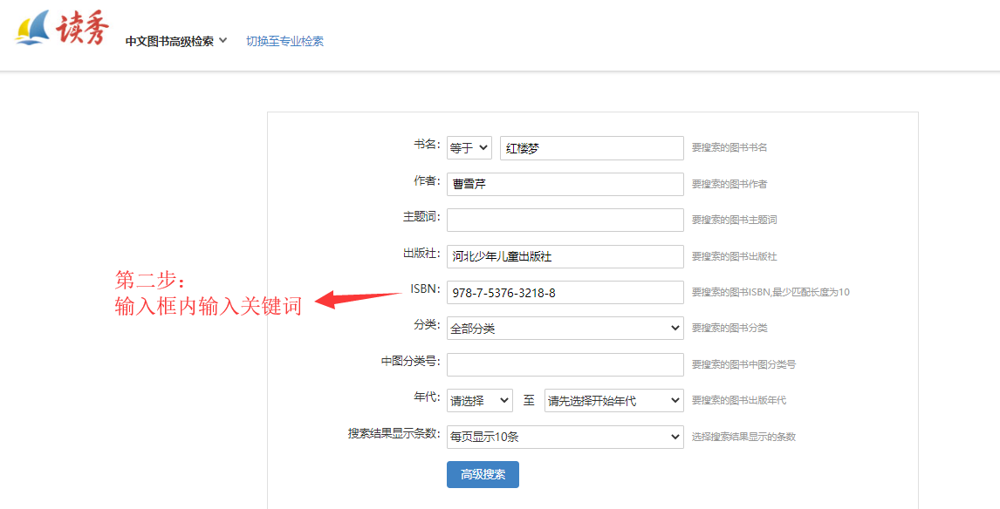 读秀
中文图书高级检索 切换至专业检索
书名: 等于 红楼梦 要搜索的图书书名
作者: 曹雪芹 要搜索的图书作者
主题词: 要搜索的图书主题词
出版社: 河北少年儿童出版社 要搜索的图书出版社
第二步:
输入框内输入关键词
ISBN: 978-7-5376-3218-8 要搜索的图书ISBN,最少匹配长度为10
分类: 全部分类 要搜索的图书分类
中图分类号: 要搜索的图书中图分类号
年代: 请选择 至 请先选择开始年代 要搜索的图书出版年代
搜索结果显示条数: 每页显示10条 选择搜索结果显示的条数
高级搜索